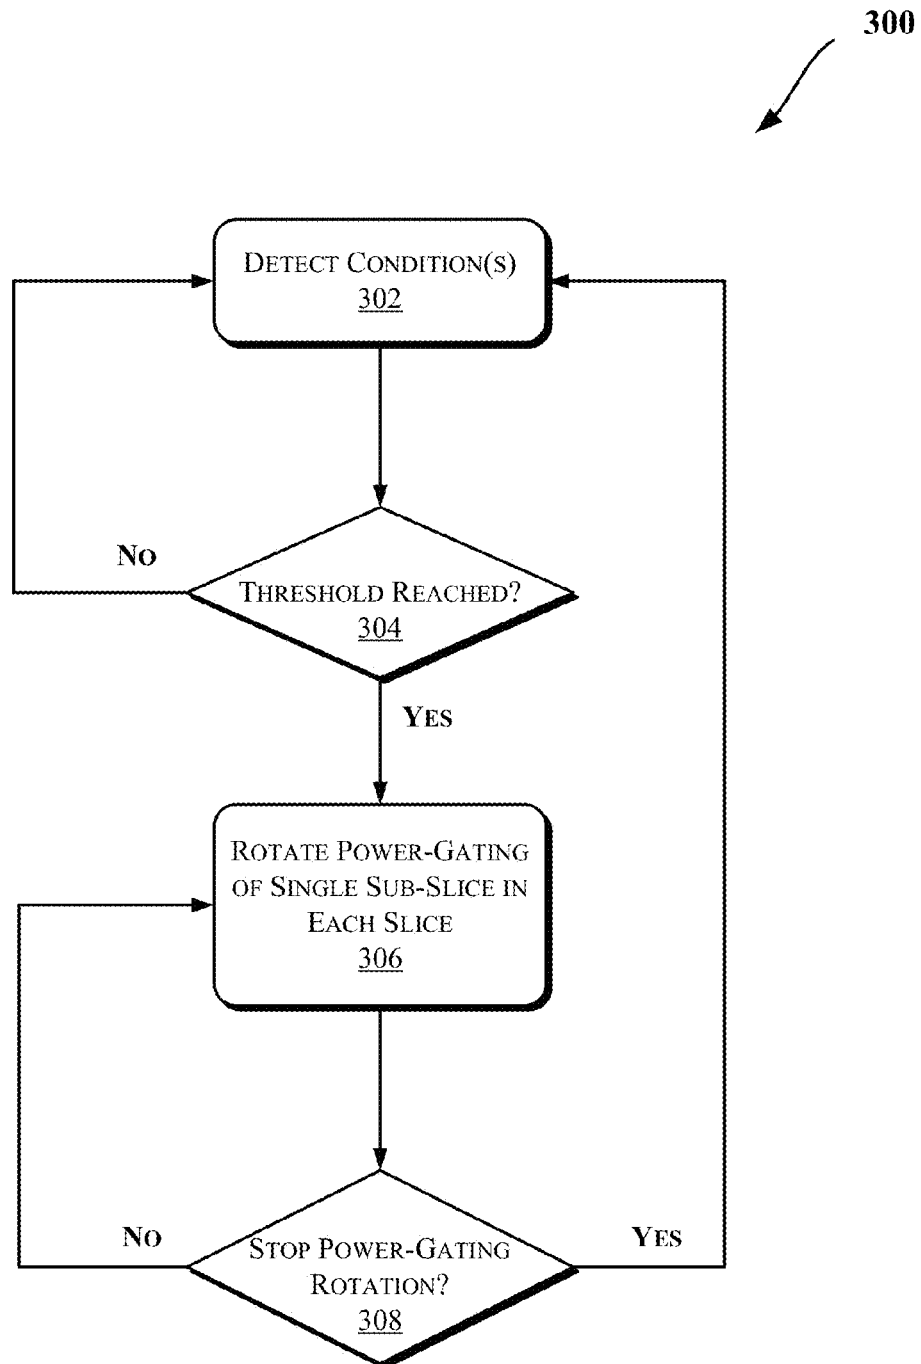 300
DETECT CONDITION(S)
302
NO
THRESHOLD REACHED?
304
YES
ROTATE POWER-GATING
OF SINGLE SUB-SLICE IN
EACH SLICE
306
NO
STOP POWER-GATING
ROTATION?
308
YES